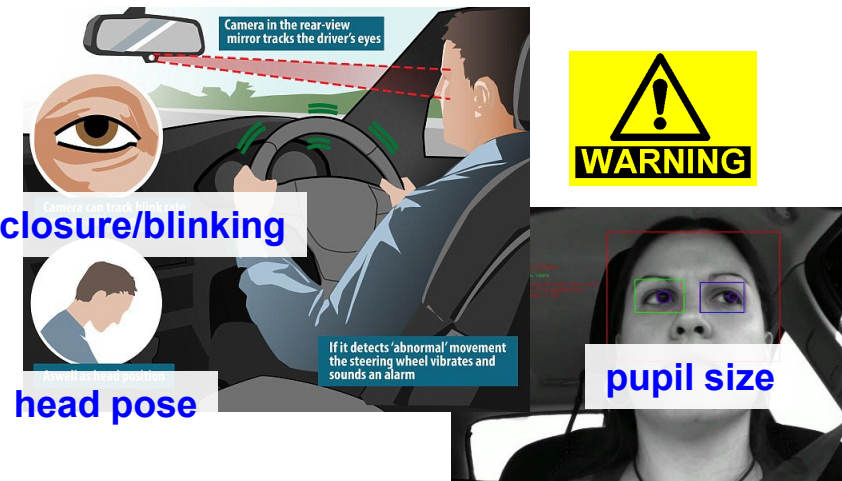 Camera in the rear-view
mirror tracks the driver's eyes
WARNING
Camera can track blink rate
closure/blinking
If it detects 'abnormal' movement
the steering wheel vibrates and
sounds an alarm
Aswell as head position
head pose
pupil size